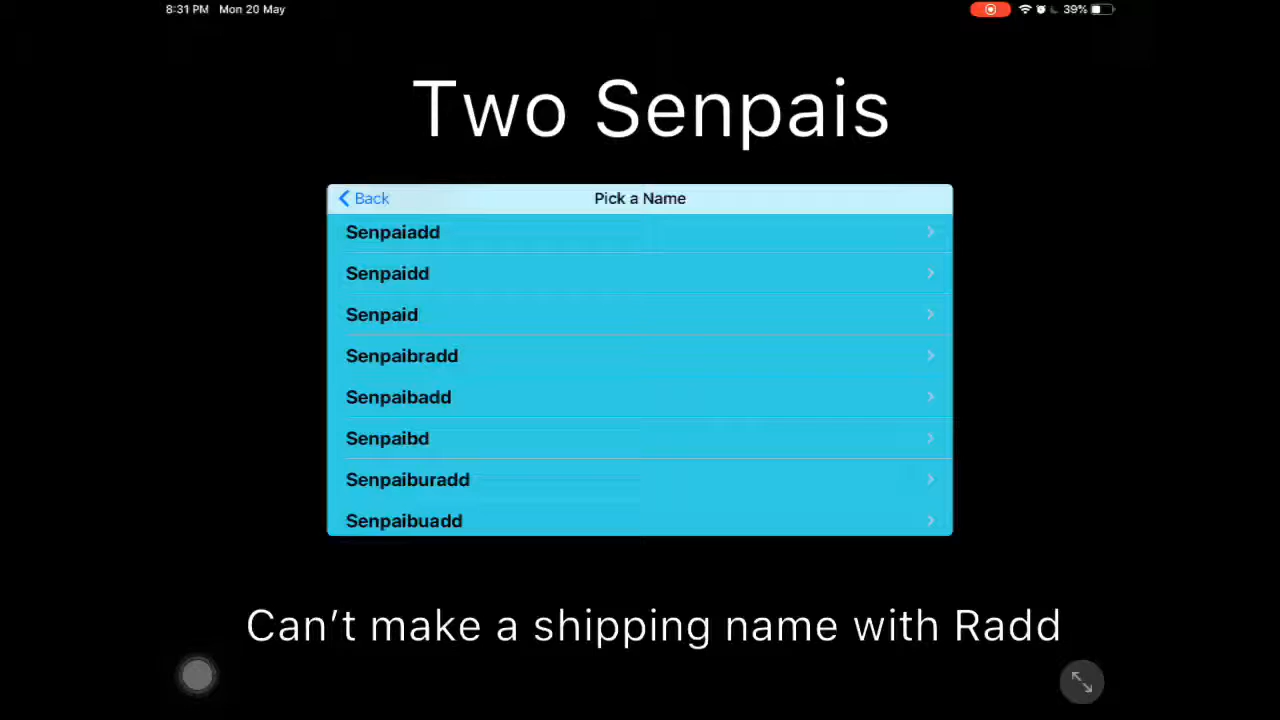 8:31 PM Mon 20 May 39%
Two Senpais
Back Pick a Name
Senpaiadd
Senpaidd
Senpaid
Senpaibradd
Senpaibadd
Senpaibd
Senpaiburadd
Senpaibuadd
Can't make a shipping name with Radd